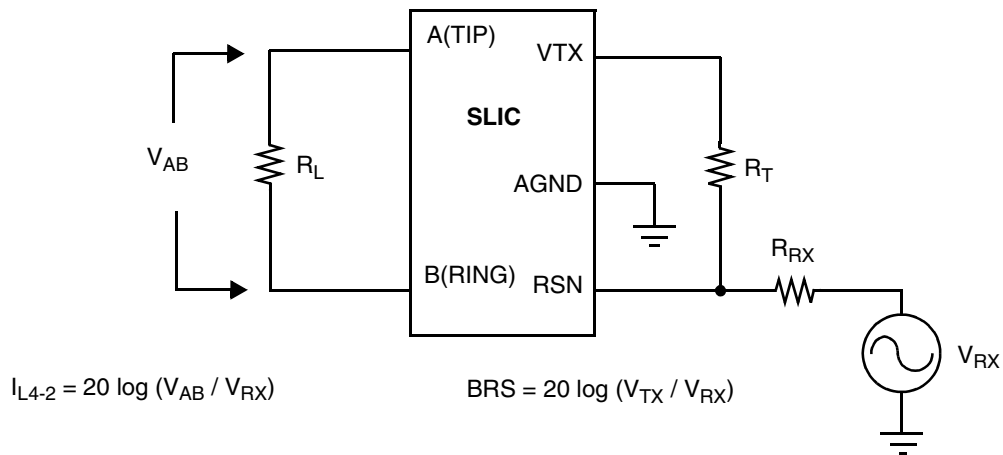 A(TIP)
VTX
SLIC
V_AB
R_L
R_T
AGND
R_RX
B(RING)
RSN
V_RX
I_L4-2 = 20 log (V_AB / V_RX)
BRS = 20 log (V_TX / V_RX)